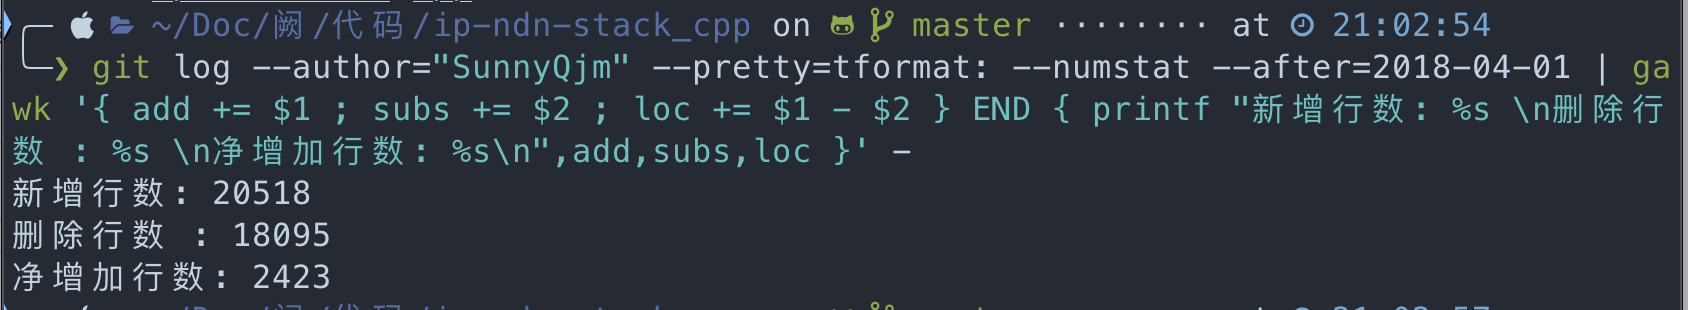 ~/Doc/阙/代码/ip-ndn-stack_cpp on master ········ at 21:02:54
❯ git log --author="SunnyQjm" --pretty=tformat: --numstat --after=2018-04-01 | ga
wk '{ add += $1 ; subs += $2 ; loc += $1 - $2 } END { printf "新增行数: %s \n删除行
数 : %s \n净增加行数: %s\n",add,subs,loc }' -
新增行数: 20518
删除行数 : 18095
净增加行数: 2423